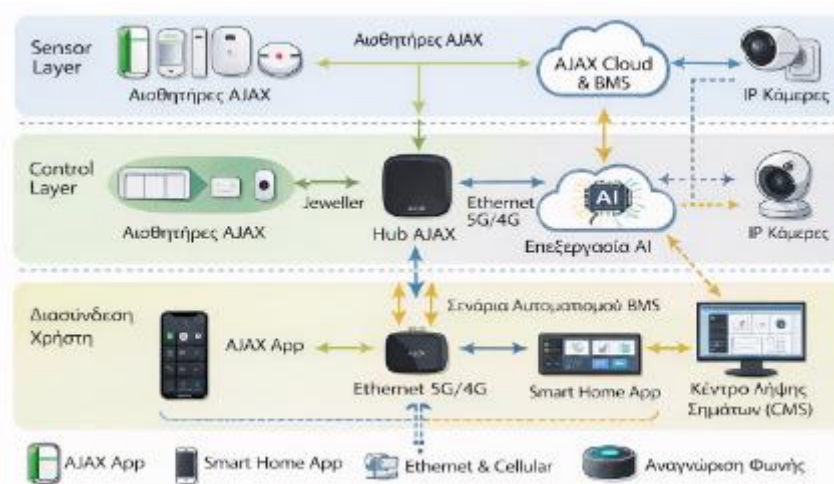 Sensor
Layer
Αισθητήρες AJAX
Αισθητήρες AJAX
AJAX Cloud
& BMS
IP Κάμερες
Control
Layer
Αισθητήρες AJAX
Jeweller
Hub AJAX
Ethernet
5G/4G
AI
Επεξεργασία AI
IP Κάμερες
Διασύνδεση
Χρήστη
AJAX App
Σενάρια Αυτοματισμού BMS
Ethernet 5G/4G
Smart Home App
Κέντρο Λήψης
Σημάτων (CMS)
AJAX App
Smart Home App
Ethernet & Cellular
Αναγνώριση Φωνής